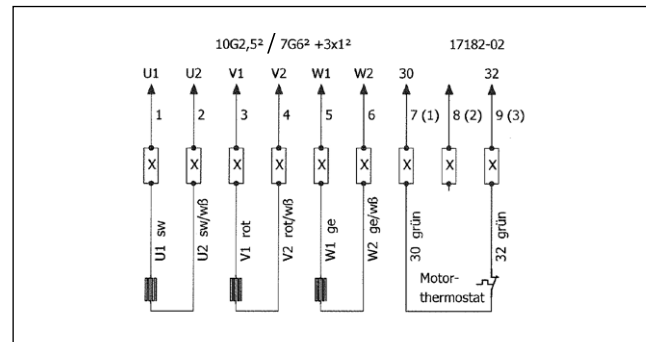 10G2,5² / 7G6² +3x1² 17182-02
U1 U2 V1 V2 W1 W2 30 32
1 2 3 4 5 6 7 (1) 8 (2) 9 (3)
X X X X X X X X X
U1 sw
U2 sw/wß
V1 rot
V2 rot/wß
W1 ge
W2 ge/wß
30 grün
32 grün
Motor-
thermostat